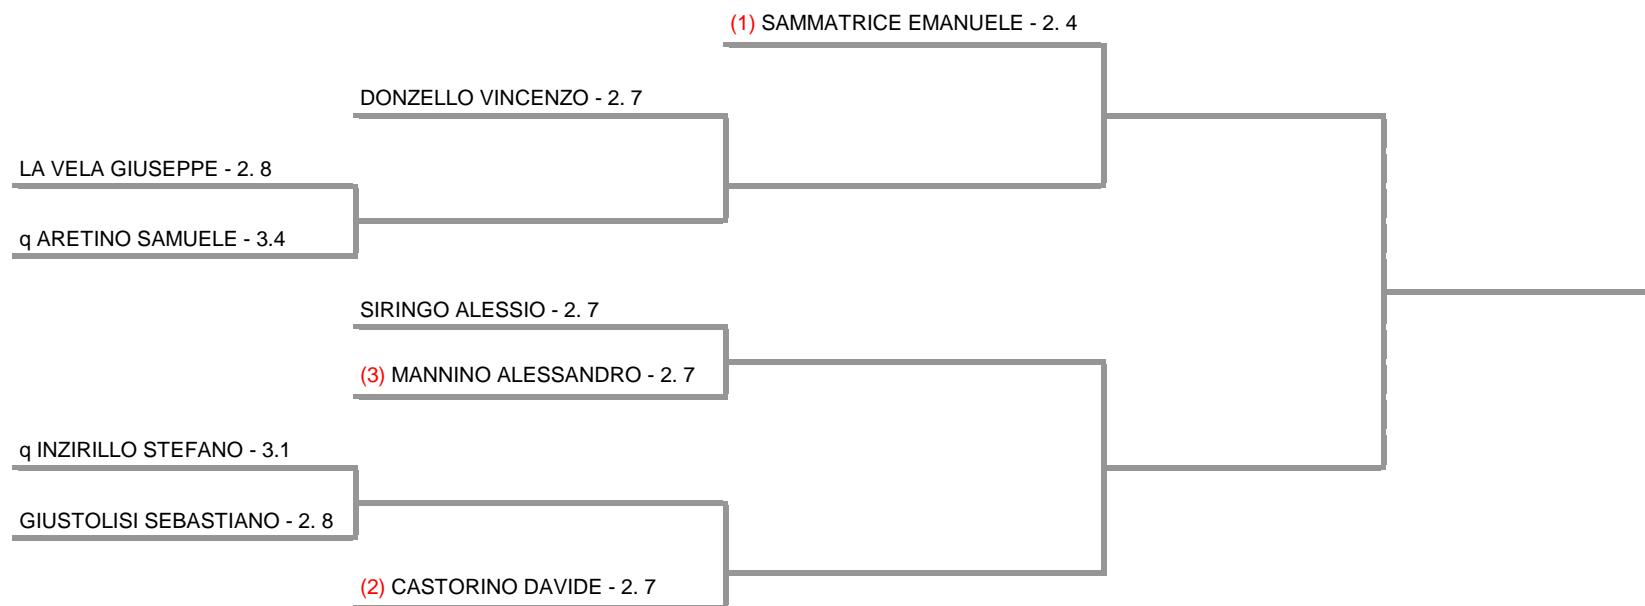 (1) SAMMATRICE EMANUELE - 2. 4
DONZELLO VINCENZO - 2. 7
LA VELA GIUSEPPE - 2. 8
q ARETINO SAMUELE - 3.4
SIRINGO ALESSIO - 2. 7
(3) MANNINO ALESSANDRO - 2. 7
q INZIRILLO STEFANO - 3.1
GIUSTOLISI SEBASTIANO - 2. 8
(2) CASTORINO DAVIDE - 2. 7